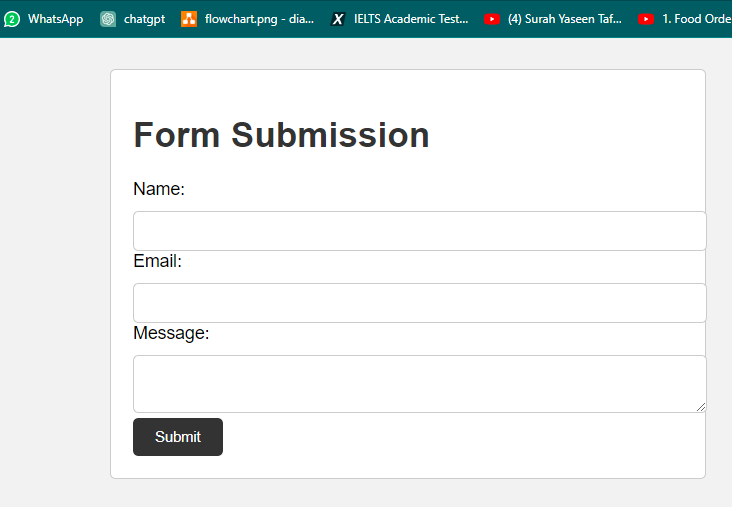 2 WhatsApp chatgpt flowchart.png - dia... X IELTS Academic Test... (4) Surah Yaseen Taf... 1. Food Orde
Form Submission
Name:
Email:
Message:
Submit